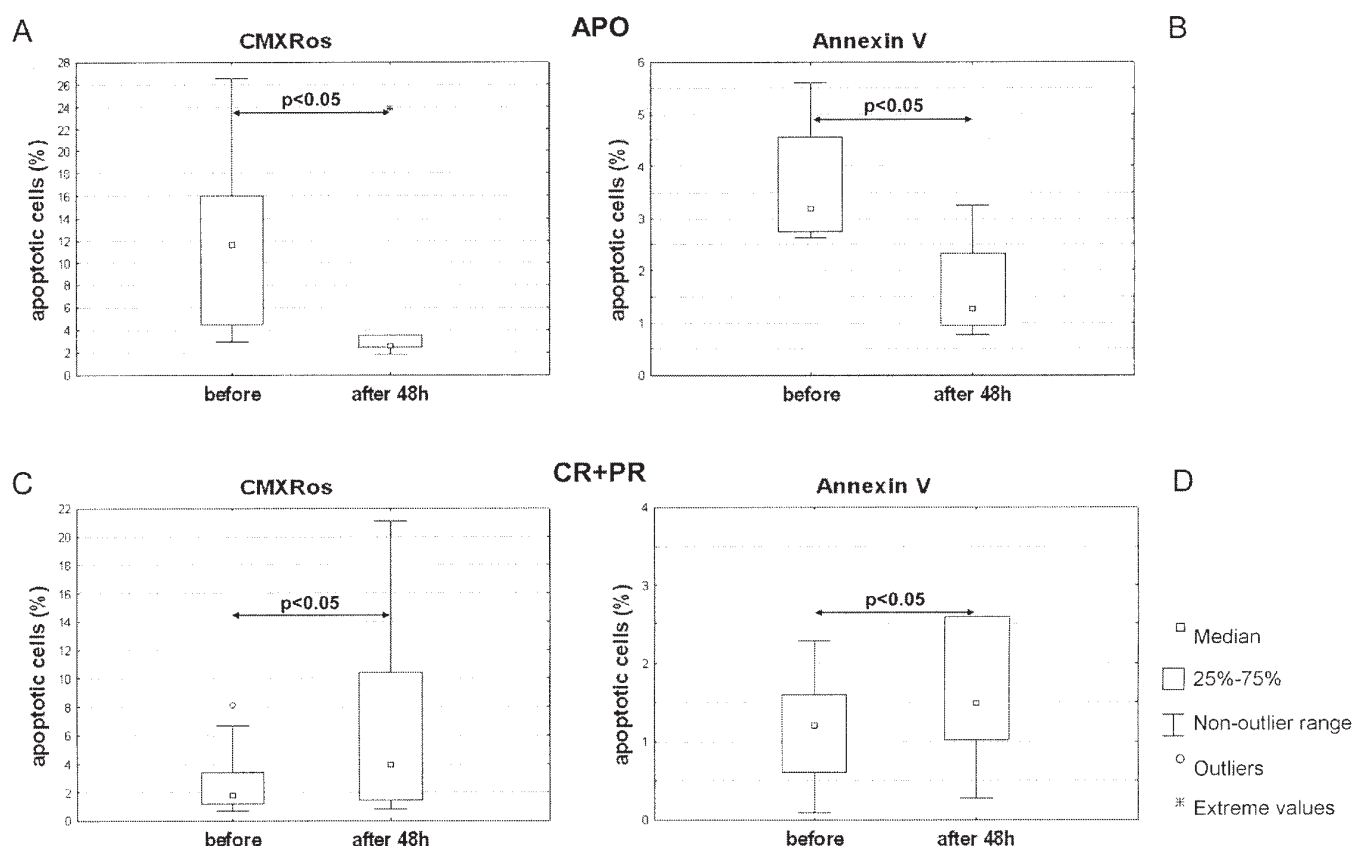 A
APO
B
CMXRos
Annexin V
28
26
24
22
20
18
16
14
12
10
8
6
4
2
0
apoptotic cells (%)
p<0.05
before after 48h
6
5
4
3
2
1
0
apoptotic cells (%)
p<0.05
before after 48h
C
CR+PR
D
CMXRos
Annexin V
22
20
18
16
14
12
10
8
6
4
2
0
apoptotic cells (%)
p<0.05
before after 48h
4
3
2
1
0
apoptotic cells (%)
p<0.05
before after 48h
Median
25%-75%
Non-outlier range
Outliers
Extreme values